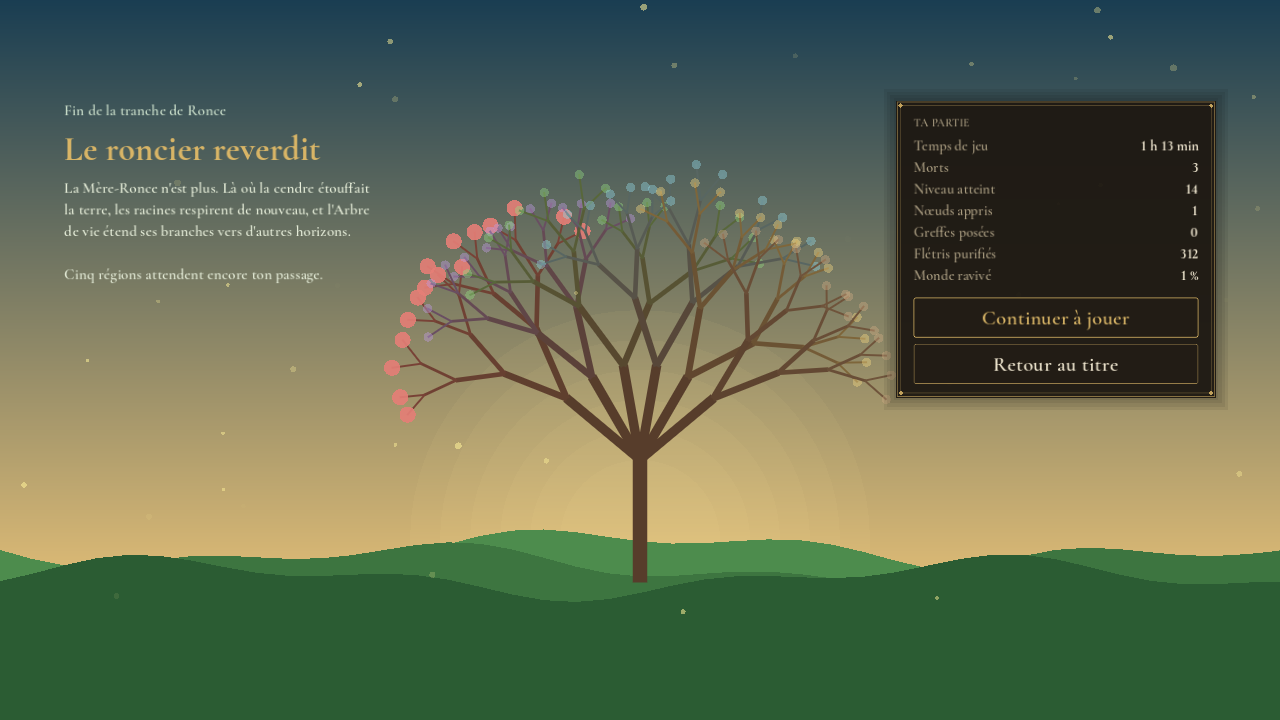 Fin de la tranche de Ronce
Le roncier reverdit
La Mère-Ronce n'est plus. Là où la cendre étouffait
la terre, les racines respirent de nouveau, et l'Arbre
de vie étend ses branches vers d'autres horizons.
Cinq régions attendent encore ton passage.
TA PARTIE
Temps de jeu 1 h 13 min
Morts 3
Niveau atteint 14
Nœuds appris 1
Greffes posées 0
Flétris purifiés 312
Monde ravivé 1 %
Continuer à jouer
Retour au titre